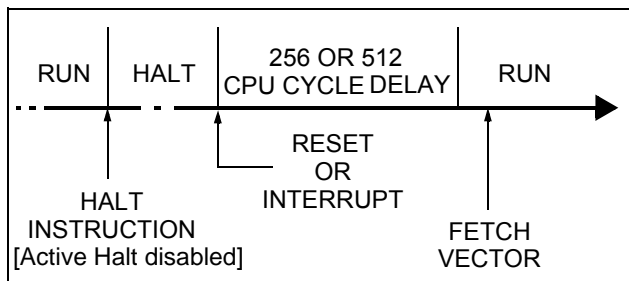 RUN
HALT
256 OR 512
CPU CYCLE DELAY
RUN
RESET
OR
INTERRUPT
HALT
INSTRUCTION
[Active Halt disabled]
FETCH
VECTOR